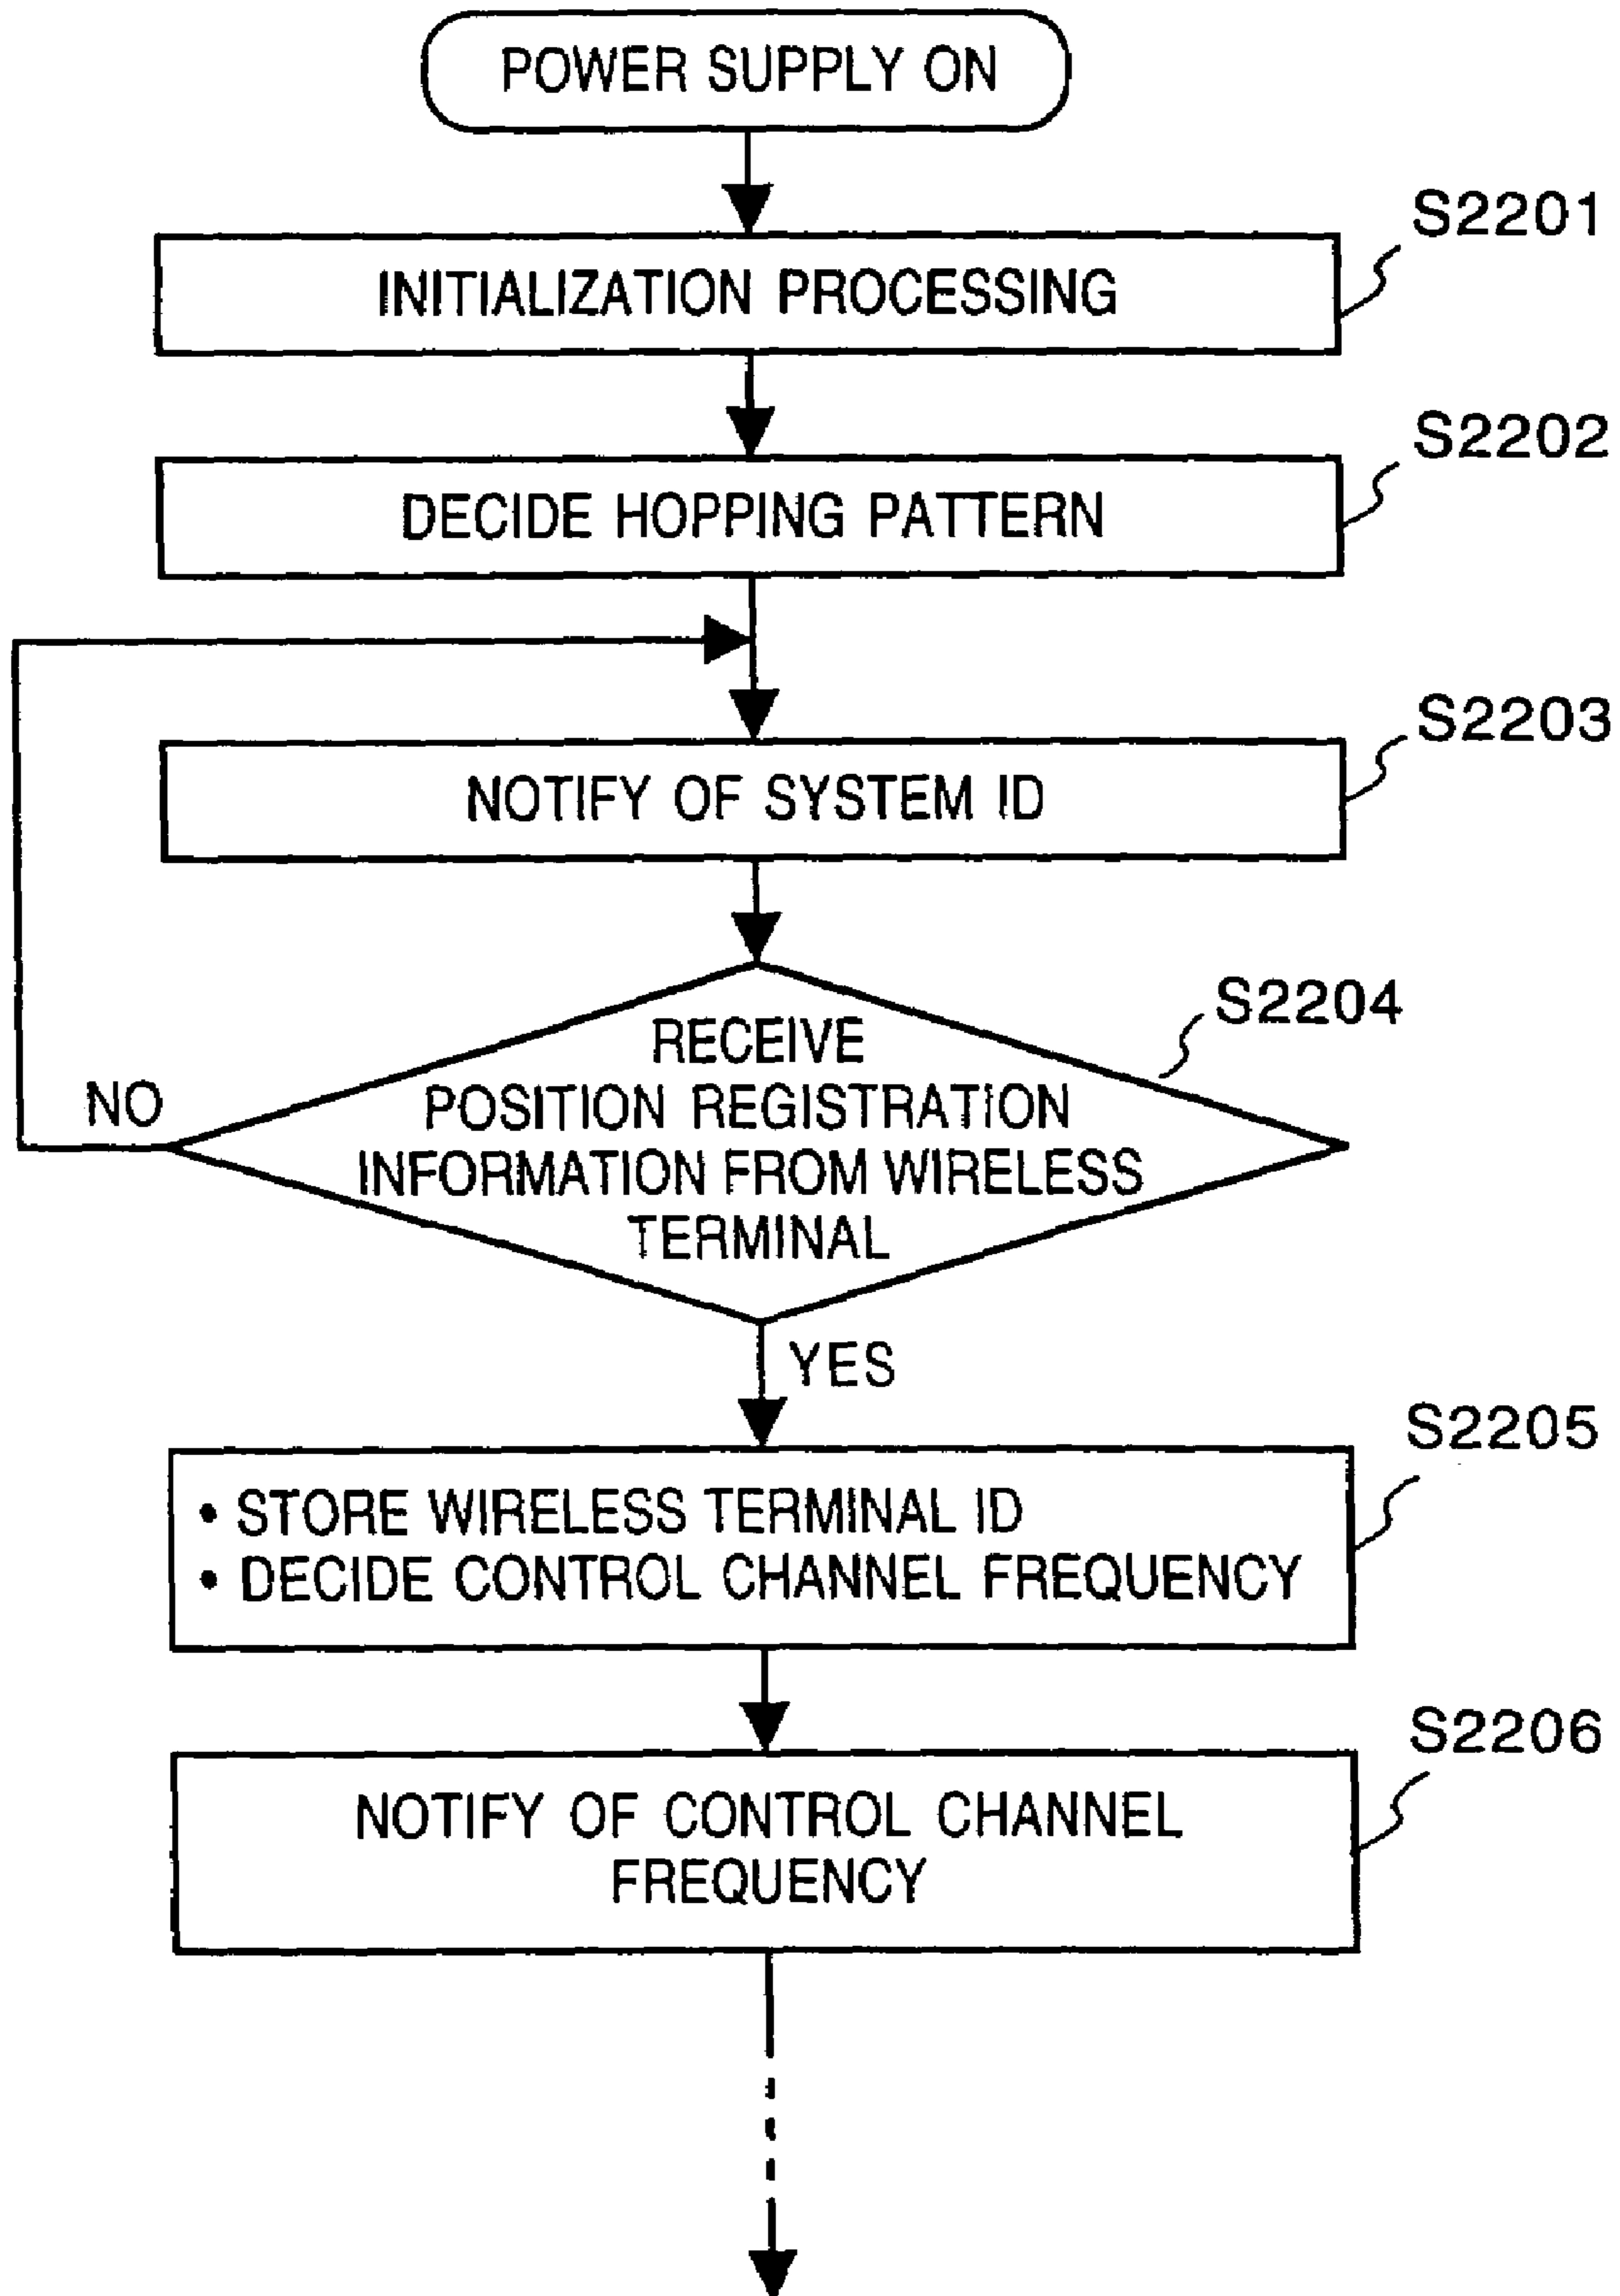 POWER SUPPLY ON
S2201
INITIALIZATION PROCESSING
S2202
DECIDE HOPPING PATTERN
S2203
NOTIFY OF SYSTEM ID
S2204
RECEIVE
POSITION REGISTRATION
INFORMATION FROM WIRELESS
TERMINAL
NO
YES
S2205
• STORE WIRELESS TERMINAL ID
• DECIDE CONTROL CHANNEL FREQUENCY
S2206
NOTIFY OF CONTROL CHANNEL
FREQUENCY